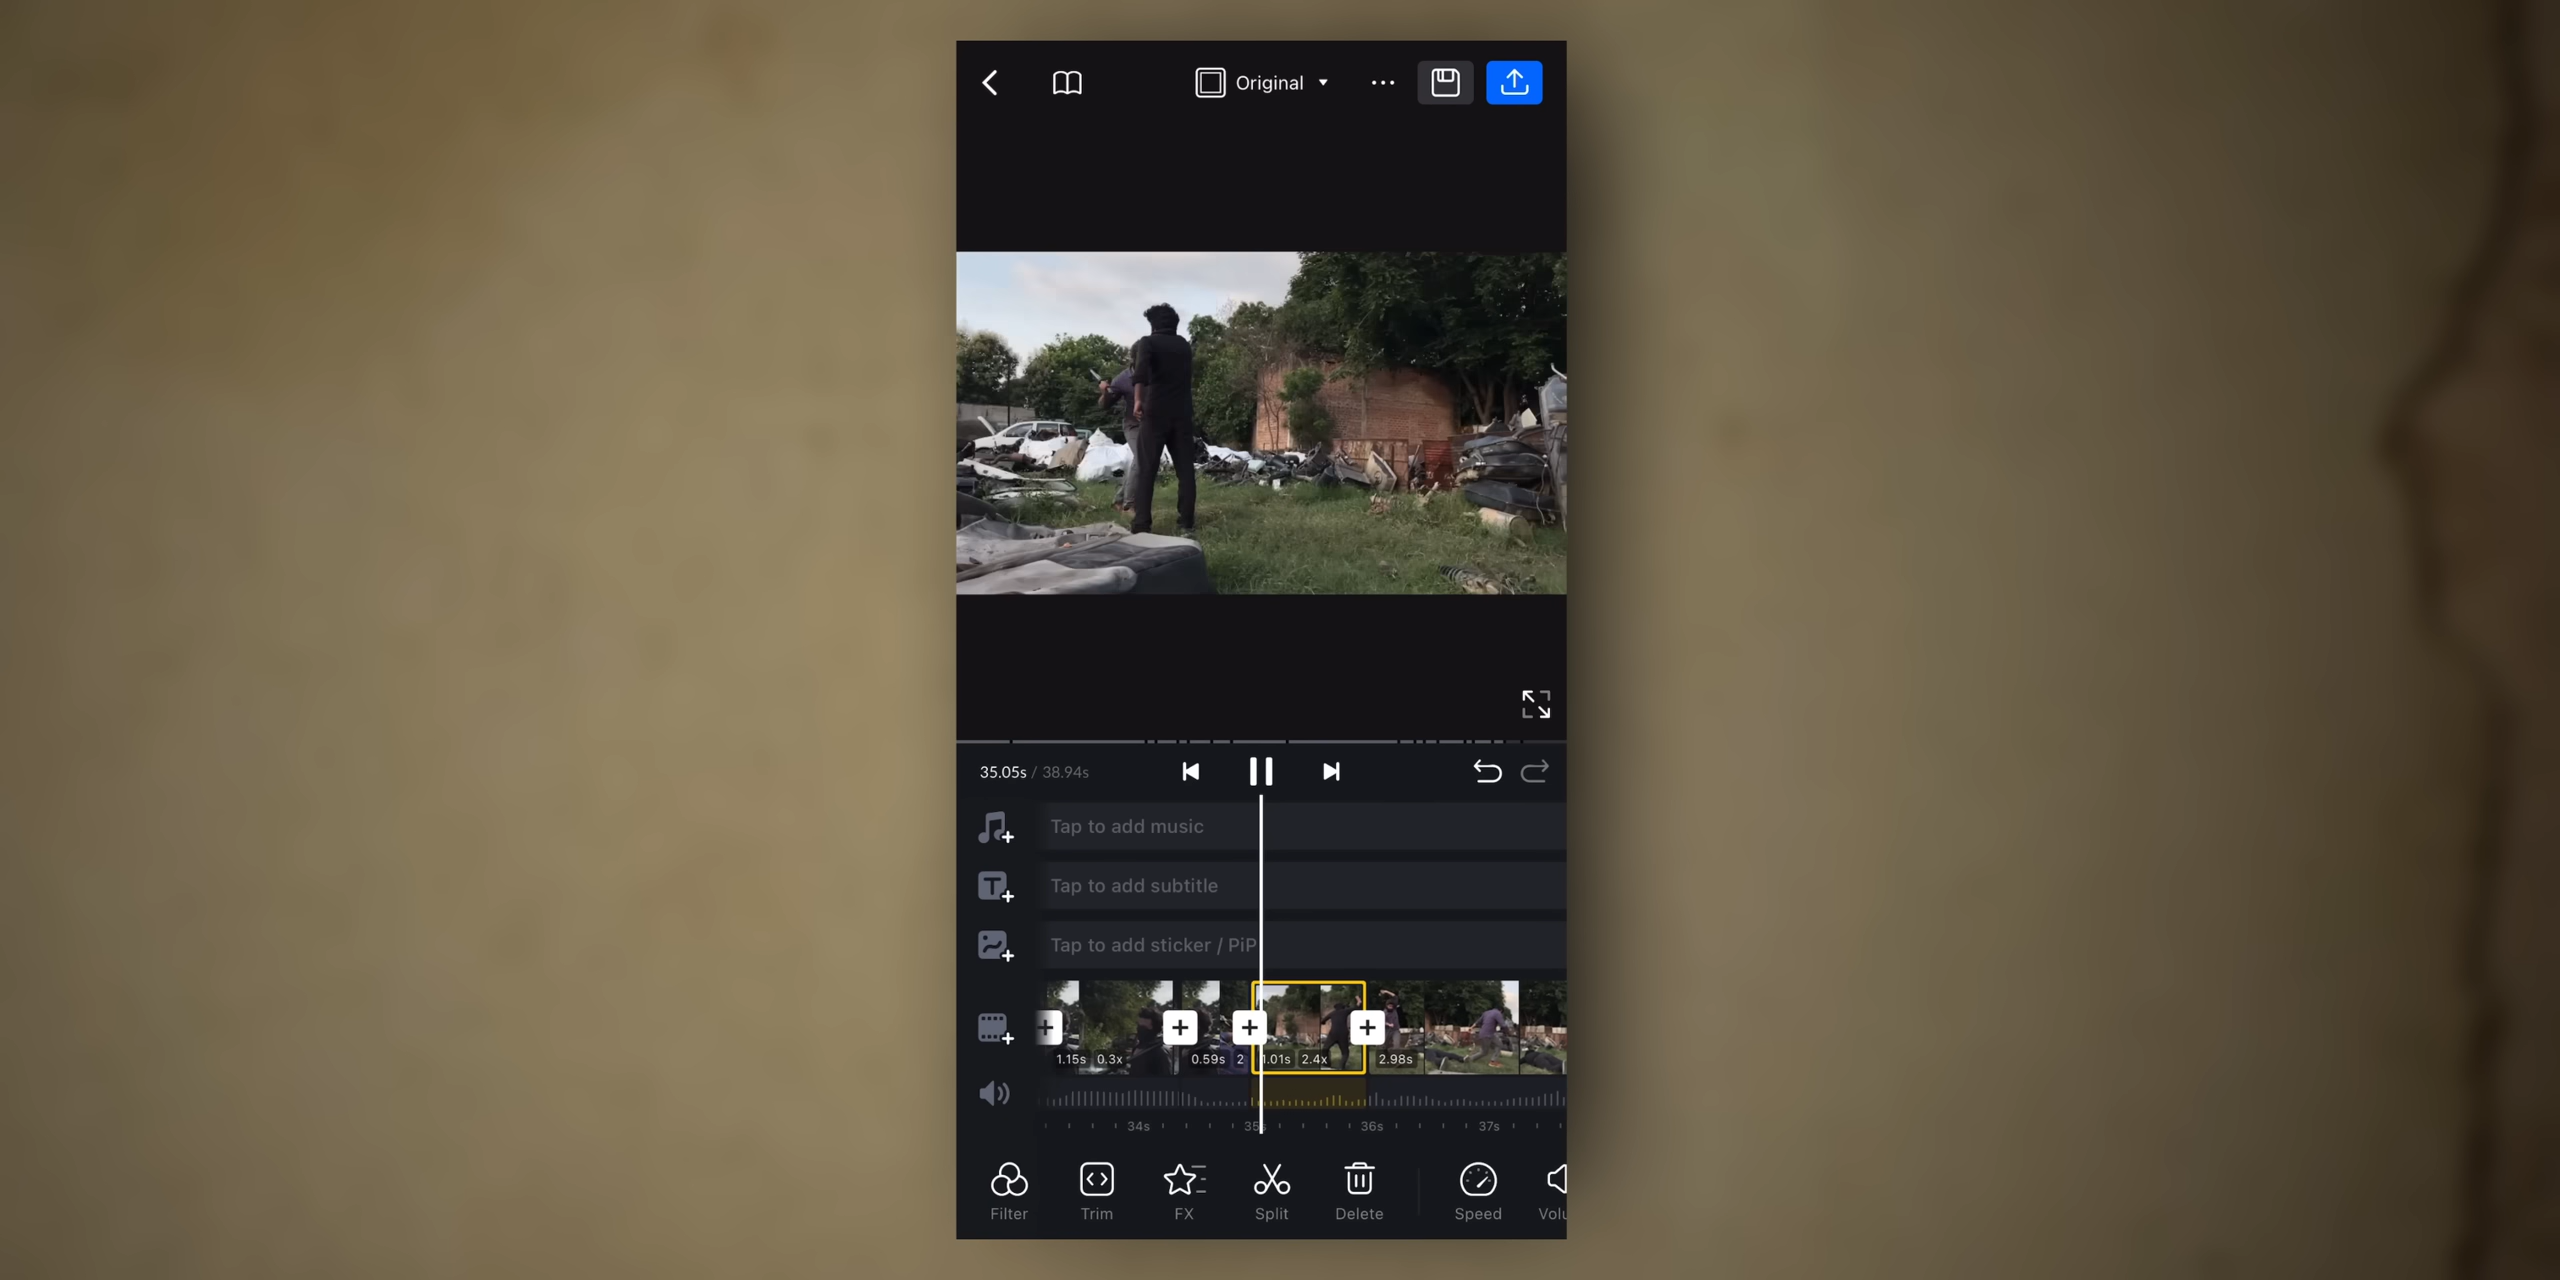 Original
35.05s / 38.94s
Tap to add music
Tap to add subtitle
Tap to add sticker / PiP
1.15s 0.3x 0.59s 2 1.01s 2.4x 2.98s
34s 35s 36s 37s
Filter Trim FX Split Delete Speed Volu